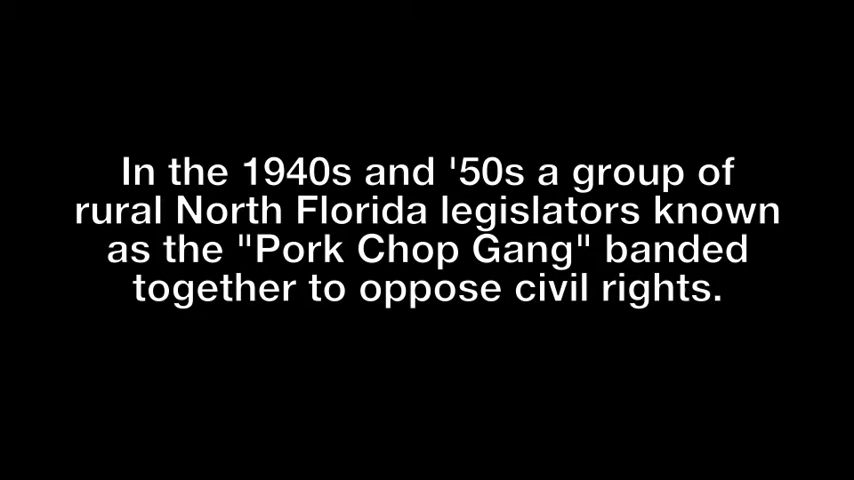 In the 1940s and '50s a group of
rural North Florida legislators known
as the "Pork Chop Gang" banded
together to oppose civil rights.